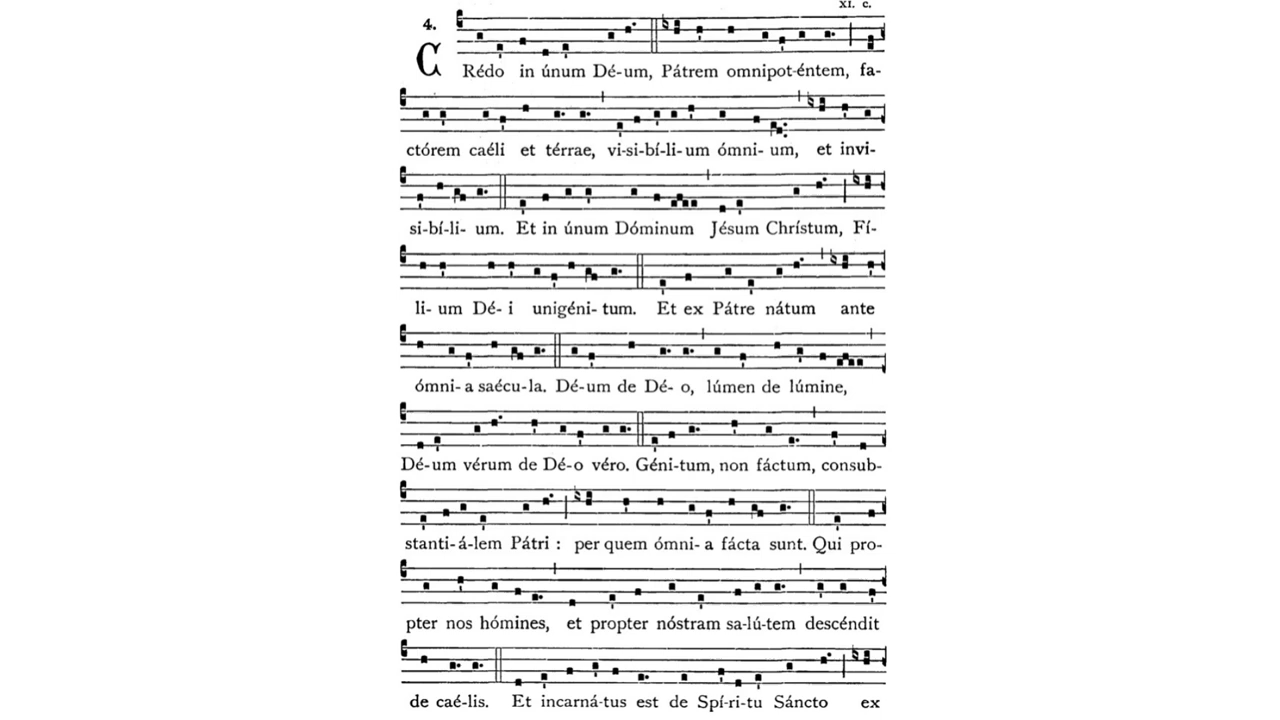 XI. C.
4.
CRédo in únum Dé-um, Pátrem omnipot-éntem, fa-
ctórem caéli et térrae, vi-si-bí-li-um ómni- um, et invi-
si-bí-li- um. Et in únum Dóminum Jésum Chrístum, Fí-
li- um Dé- i unigéni- tum. Et ex Pátre nátum ante
ómni- a saécu-la. Dé-um de Dé- o, lúmen de lúmine,
Dé-um vérum de Dé-o véro. Géni-tum, non fáctum, consub-
stanti-á-lem Pátri : per quem ómni- a fácta sunt. Qui pro-
pter nos hómines, et propter nóstram sa-lú-tem descéndit
de caé-lis. Et incarná-tus est de Spí-ri-tu Sáncto ex